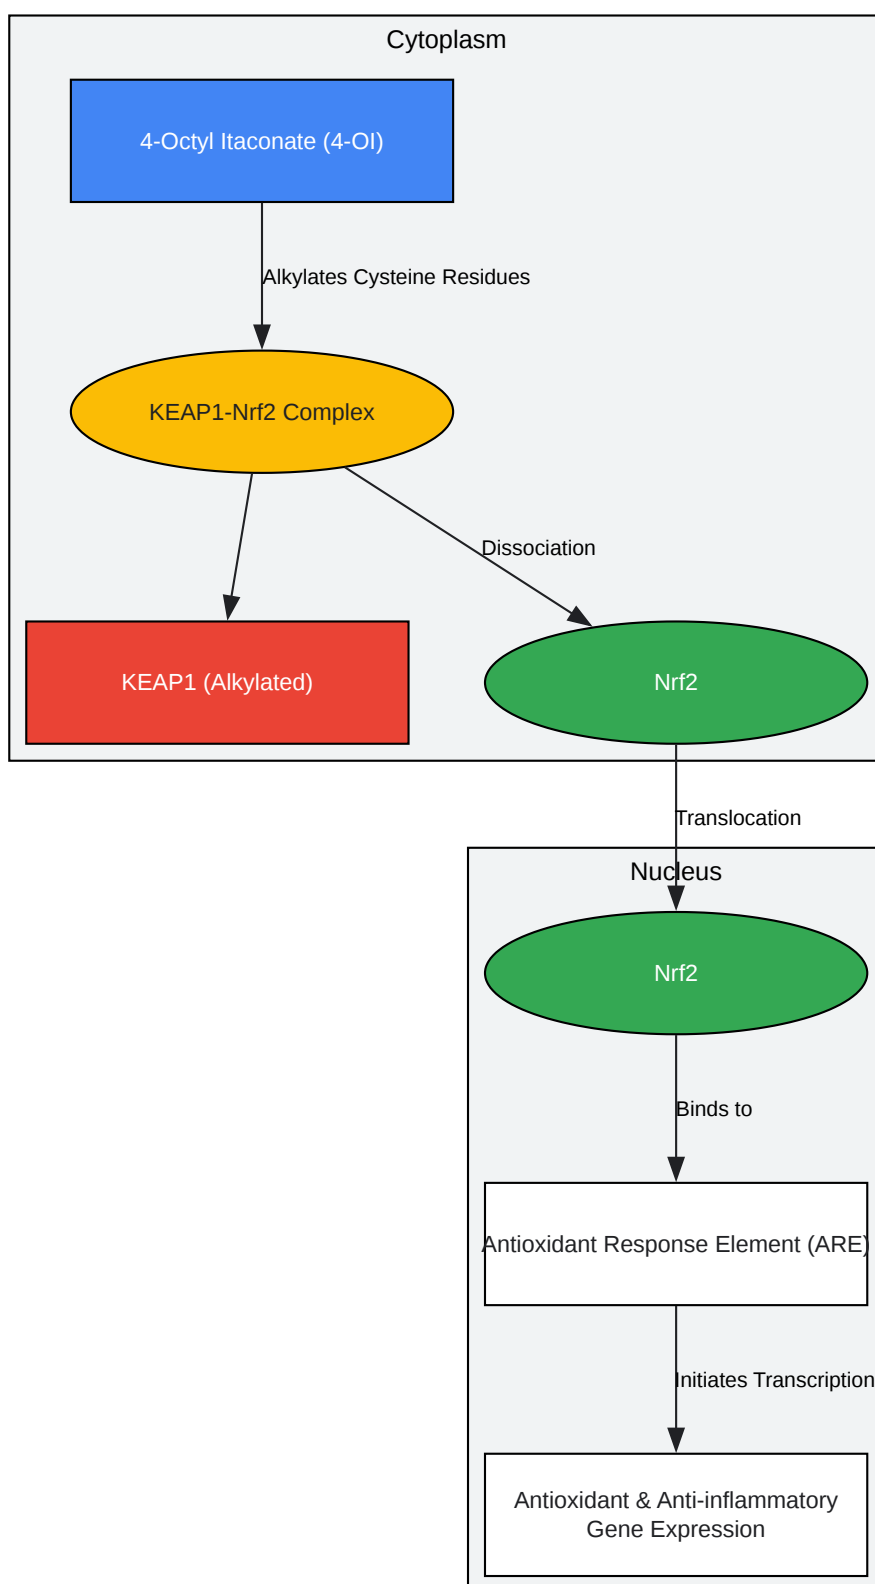 Cytoplasm
4-Octyl Itaconate (4-OI)
Alkylates Cysteine Residues
KEAP1-Nrf2 Complex
Dissociation
KEAP1 (Alkylated)
Nrf2
Translocation
Nucleus
Nrf2
Binds to
Antioxidant Response Element (ARE)
Initiates Transcription
Antioxidant & Anti-inflammatory
Gene Expression